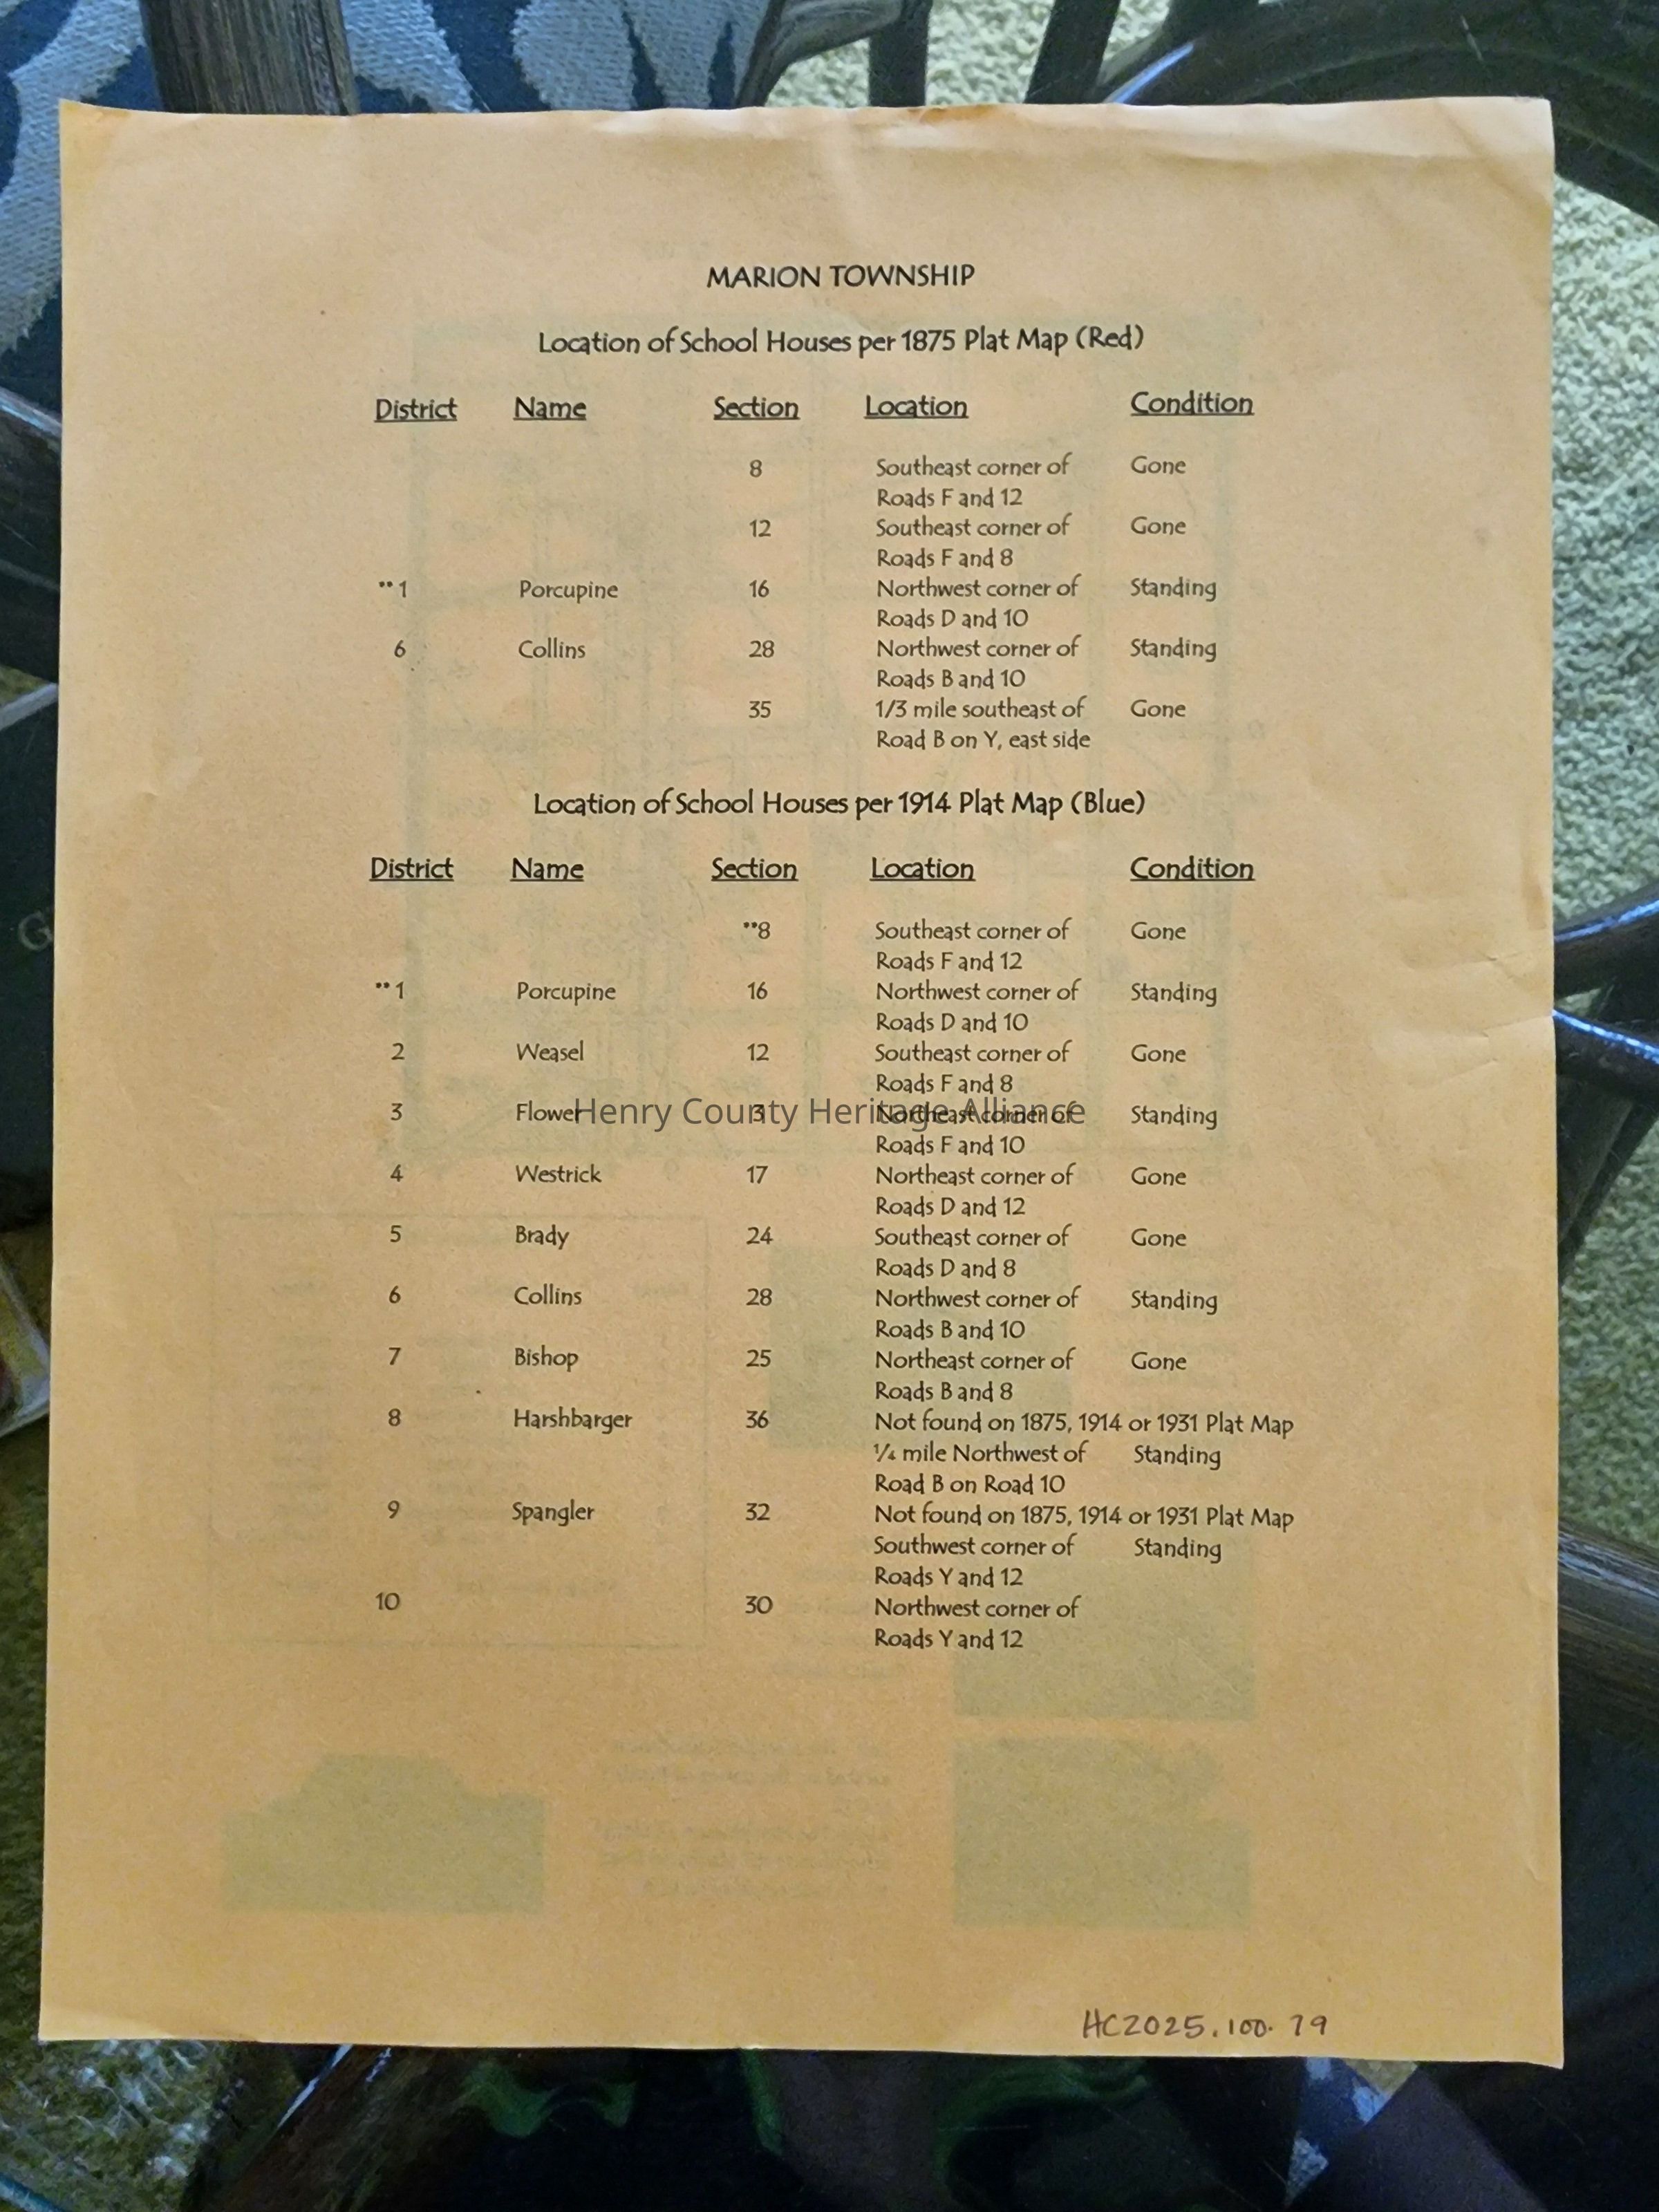 MARION TOWNSHIP
Location of School Houses per 1875 Plat Map (Red)
District Name Section Location Condition
8 Southeast corner of Gone
Roads F and 12
12 Southeast corner of Gone
Roads F and 8
**1 Porcupine 16 Northwest corner of Standing
Roads D and 10
6 Collins 28 Northwest corner of Standing
Roads B and 10
35 1/3 mile southeast of Gone
Road B on Y, east side
Location of School Houses per 1914 Plat Map (Blue)
District Name Section Location Condition
**8 Southeast corner of Gone
Roads F and 12
**1 Porcupine 16 Northwest corner of Standing
Roads D and 10
2 Weasel 12 Southeast corner of Gone
Roads F and 8
3 Flower 3 Northeast corner of Standing
Henry County Heritage Alliance
Roads F and 10
4 Westrick 17 Northeast corner of Gone
Roads D and 12
5 Brady 24 Southeast corner of Gone
Roads D and 8
6 Collins 28 Northwest corner of Standing
Roads B and 10
7 Bishop 25 Northeast corner of Gone
Roads B and 8
8 Harshbarger 36 Not found on 1875, 1914 or 1931 Plat Map
¼ mile Northwest of Standing
Road B on Road 10
9 Spangler 32 Not found on 1875, 1914 or 1931 Plat Map
Southwest corner of Standing
Roads Y and 12
10 30 Northwest corner of
Roads Y and 12
HC2025.100.79